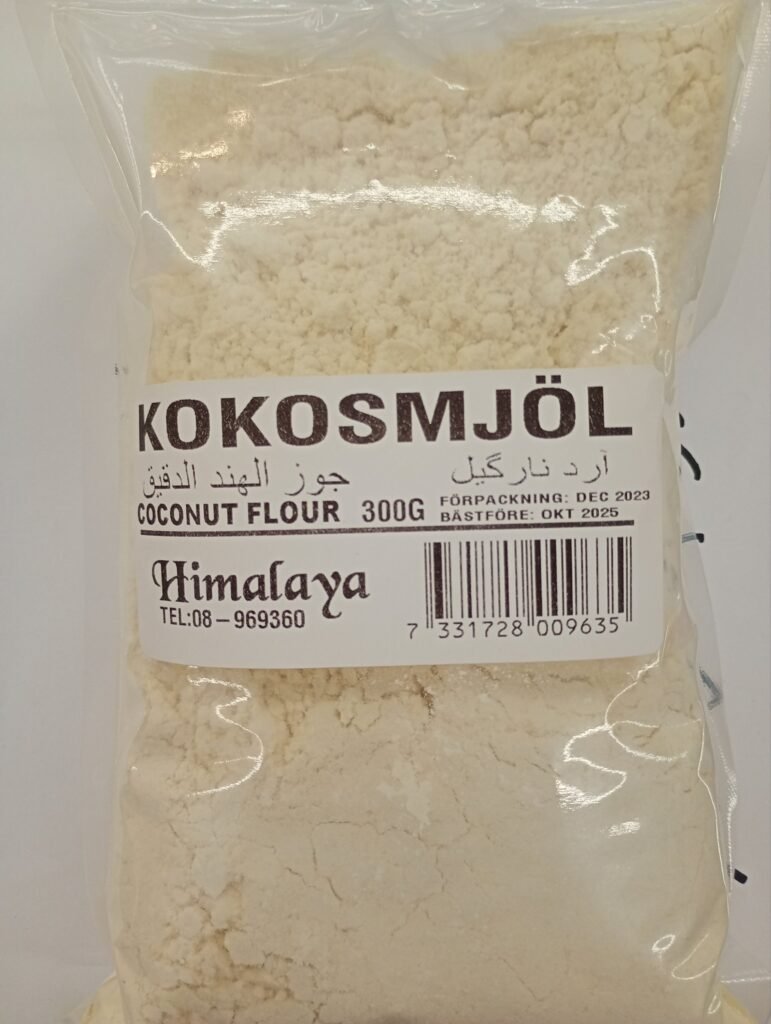 KOKOSMJÖL
جوز الهند الدقيق آرد نارگیل
COCONUT FLOUR 300G
FÖRPACKNING: DEC 2023
BÄSTFÖRE: OKT 2025
Himalaya
TEL:08-969360
7 331728 009635